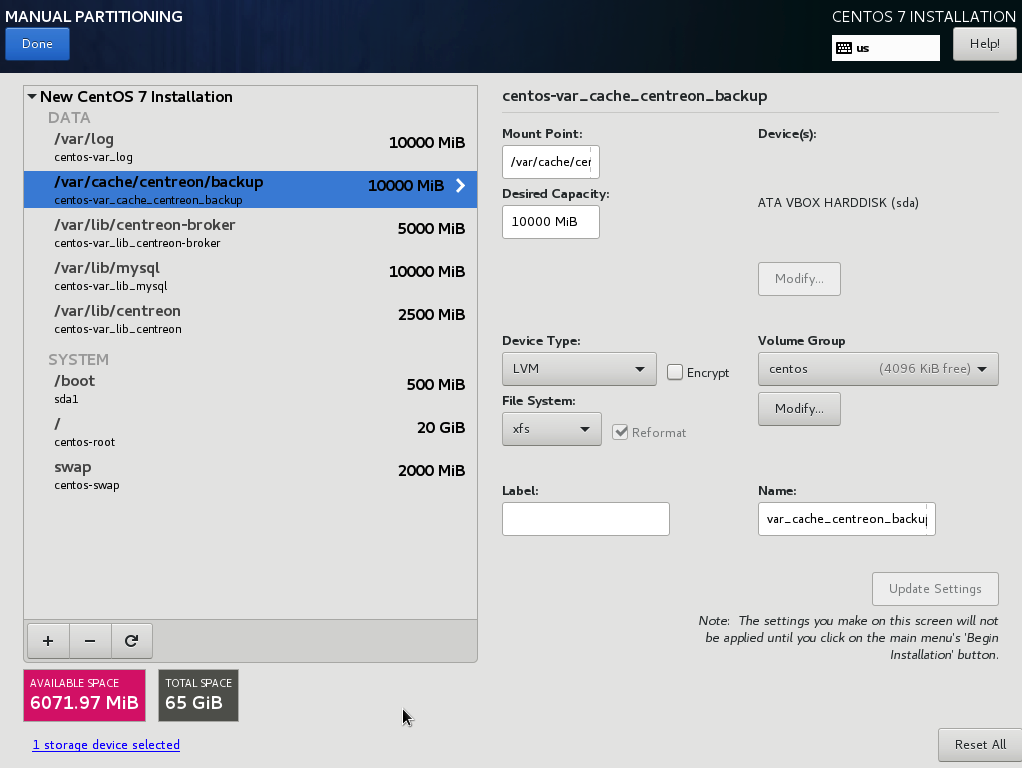 MANUAL PARTITIONING
CENTOS 7 INSTALLATION
Done
us
Help!
New CentOS 7 Installation
DATA
/var/log
10000 MiB
centos-var_log
/var/cache/centreon/backup
10000 MiB
centos-var_cache_centreon_backup
/var/lib/centreon-broker
5000 MiB
centos-var_lib_centreon-broker
/var/lib/mysql
10000 MiB
centos-var_lib_mysql
/var/lib/centreon
2500 MiB
centos-var_lib_centreon
SYSTEM
/boot
500 MiB
sda1
/
20 GiB
centos-root
swap
2000 MiB
centos-swap
+ −
AVAILABLE SPACE
6071.97 MiB
TOTAL SPACE
65 GiB
1 storage device selected
centos-var_cache_centreon_backup
Mount Point:
/var/cache/cer
Device(s):
Desired Capacity:
10000 MiB
ATA VBOX HARDDISK (sda)
Modify...
Device Type:
LVM
Encrypt
Volume Group
centos (4096 KiB free)
File System:
xfs
Reformat
Modify...
Label:
Name:
var_cache_centreon_backup
Update Settings
Note: The settings you make on this screen will not
be applied until you click on the main menu's 'Begin
Installation' button.
Reset All